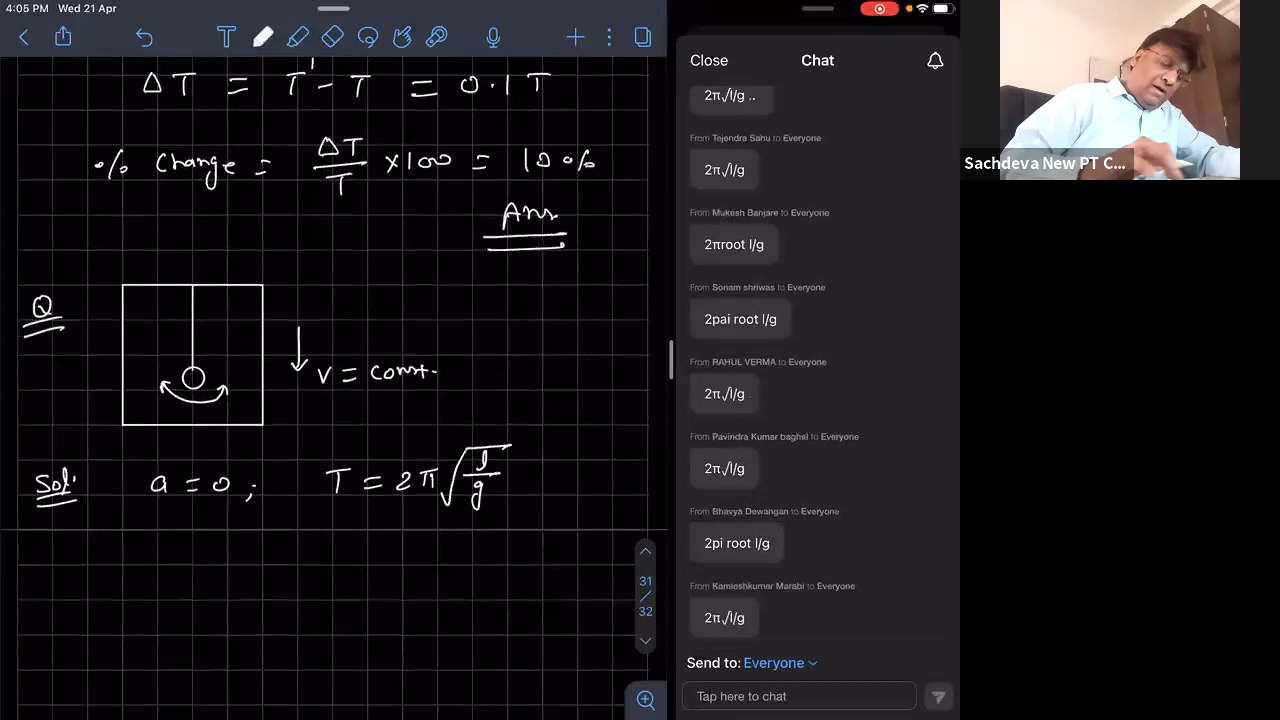 4:05 PM Wed 21 Apr
ΔT = T' - T = 0.1 T
% Change = ΔT/T ×100 = 10%
Ans
Q
v = const.
Sol. a = 0 ; T = 2π√(l/g)
31
/
32
Close Chat
2π√l/g ..
From Tejendra Sahu to Everyone
2π√l/g
From Mukesh Banjare to Everyone
2πroot l/g
From Sonam shriwas to Everyone
2pai root l/g
From RAHUL VERMA to Everyone
2π√l/g .
From Pavindra Kumar baghel to Everyone
2π√l/g
From Bhavya Dewangan to Everyone
2pi root l/g
From Kamleshkumar Marabi to Everyone
2π√l/g
Send to: Everyone
Tap here to chat
Sachdeva New PT C...